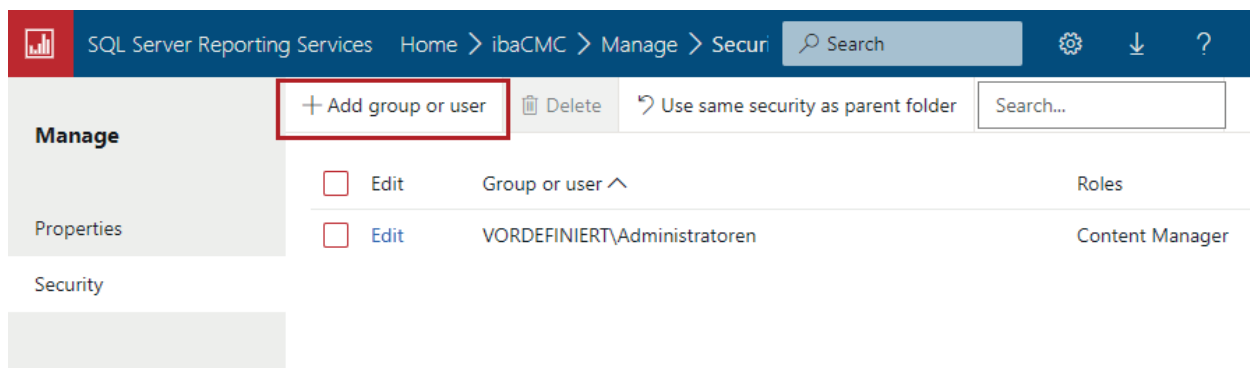 SQL Server Reporting Services Home > ibaCMC > Manage > Securi Search ?
+ Add group or user Delete Use same security as parent folder Search...
Manage
Edit Group or user Roles
Properties
Edit VORDEFINIERT\Administratoren Content Manager
Security